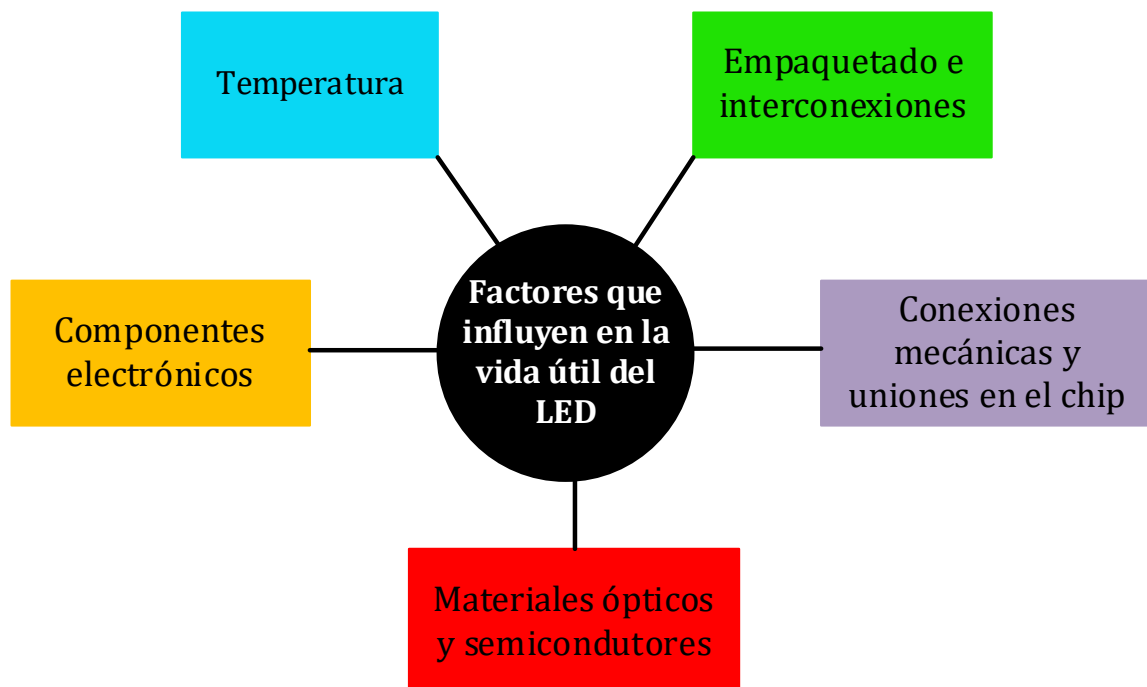 Temperatura
Empaquetado e
interconexiones
Factores que
influyen en la
vida útil del
LED
Componentes
electrónicos
Conexiones
mecánicas y
uniones en el chip
Materiales ópticos
y semicondutores